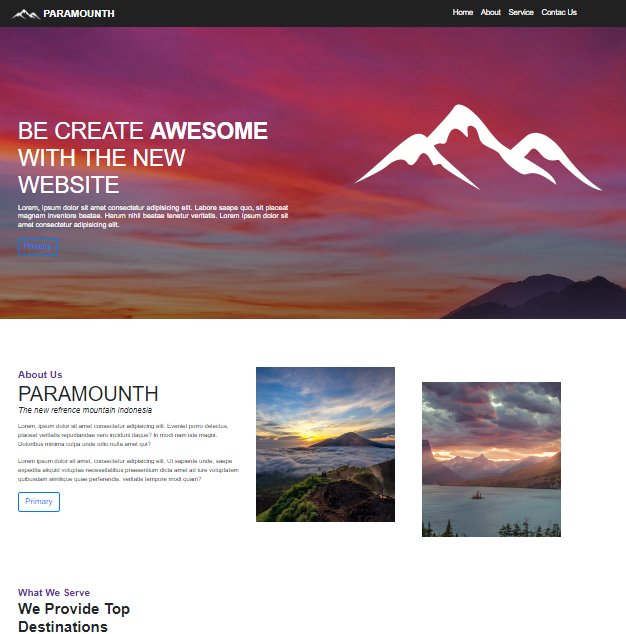 PARAMOUNTH
Home About Service Contac Us
BE CREATE AWESOME
WITH THE NEW
WEBSITE
Lorem, ipsum dolor sit amet consectetur adipisicing elit. Labore saepe quo, sit placeat
magnam inventore beatae. Harum nihil beatae tenetur veritatis. Lorem ipsum dolor sit
amet consectetur adipisicing elit.
Primary
About Us
PARAMOUNTH
The new refrence mountain indonesia
Lorem, ipsum dolor sit amet consectetur adipisicing elit. Eveniet porro delectus,
placeat veritatis repudiandae vero incidunt itaque? In modi nam iste magni.
Doloribus minima culpa unde odio nulla amet qui?
Lorem ipsum dolor sit amet, consectetur adipisicing elit. Ut sapiente unde, saepe
expedita aliquid voluptas necessitatibus praesentium dicta amet ad iure voluptatem
quibusdam similique quae perferendis, veritatis tempore modi quam?
Primary
What We Serve
We Provide Top
Destinations